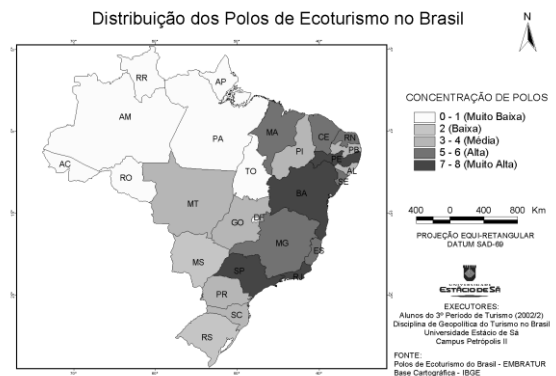 Distribuição dos Polos de Ecoturismo no Brasil
N
RR
AP
AM
PA
MA
CE
RN
PB
PI
PE
AL
SE
AC
RO
TO
BA
MT
DF
GO
MG
ES
MS
SP
RJ
PR
SC
RS
CONCENTRAÇÃO DE POLOS
0 - 1 (Muito Baixa)
2 (Baixa)
3 - 4 (Média)
5 - 6 (Alta)
7 - 8 (Muito Alta)
400 0 400 800 Km
PROJEÇÃO EQUI-RETANGULAR
DATUM SAD-69
UNIVERSIDADE
ESTÁCIO DE SÁ
EXECUTORES:
Alunos do 3º Período de Turismo (2002/2)
Disciplina de Geopolítica do Turismo no Brasil
Universidade Estácio de Sá
Campus Petrópolis II
FONTE:
Polos de Ecoturismo do Brasil - EMBRATUR
Base Cartográfica - IBGE